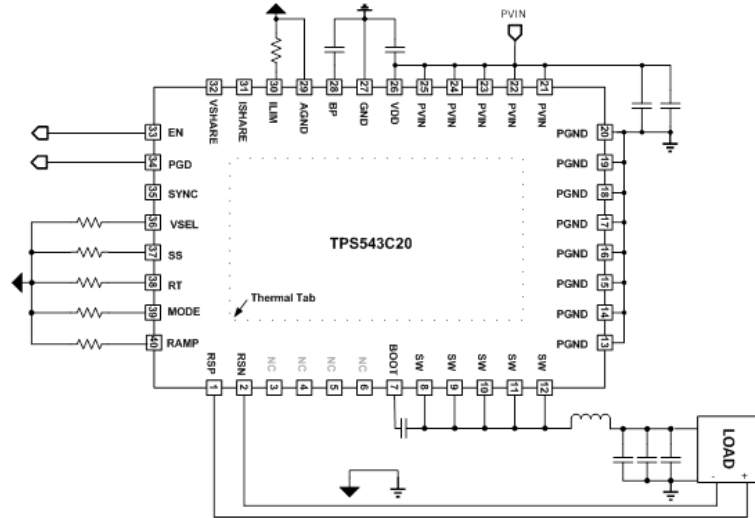 PVIN
32 31 30 29 28 27 26 25 24 23 22 21
VSHARE ISHARE ILIM AGND BP GND VDD PVIN PVIN PVIN PVIN PVIN
33 EN
34 PGD
35 SYNC
36 VSEL
37 SS
38 RT
39 MODE
40 RAMP
TPS543C20
Thermal Tab
PGND 20
PGND 19
PGND 18
PGND 17
PGND 16
PGND 15
PGND 14
PGND 13
RSP RSN NC NC NC NC BOOT SW SW SW SW SW
1 2 3 4 5 6 7 8 9 10 11 12
LOAD
- +